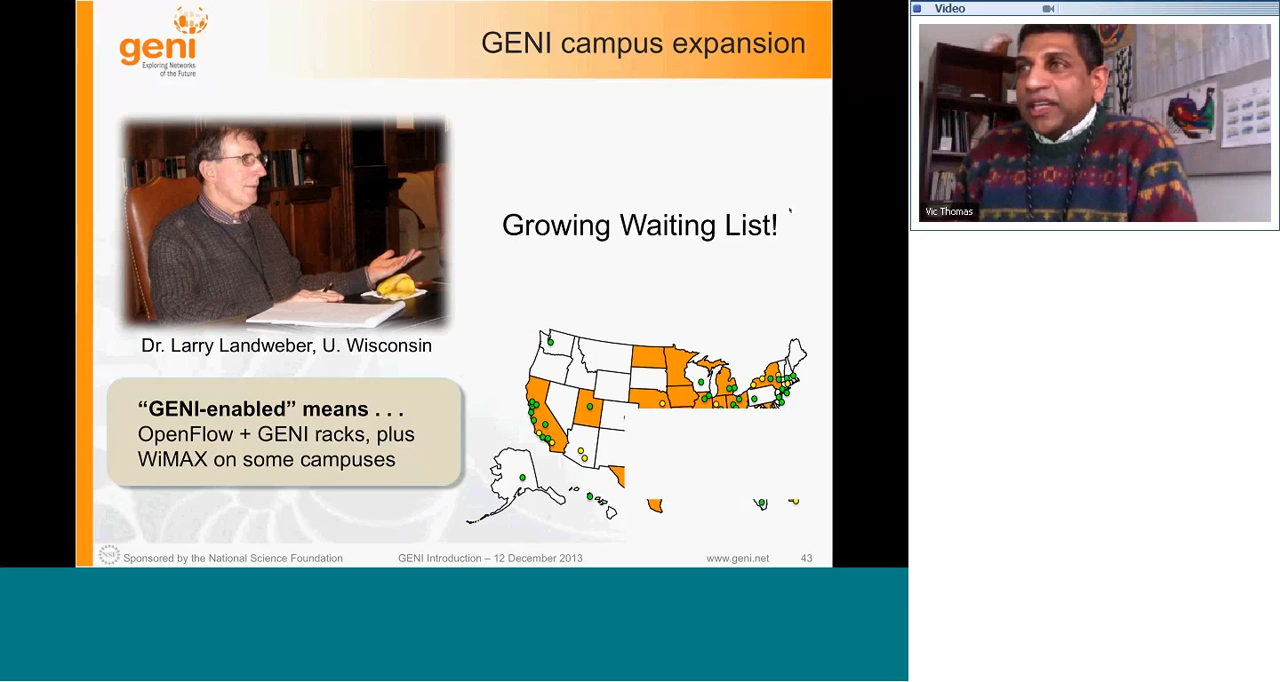 Video
geni
Exploring Networks
of the Future
GENI campus expansion
Vic Thomas
Growing Waiting List!
Dr. Larry Landweber, U. Wisconsin
“GENI-enabled” means . . .
OpenFlow + GENI racks, plus
WiMAX on some campuses
NSF
Sponsored by the National Science Foundation
GENI Introduction – 12 December 2013
www.geni.net
43